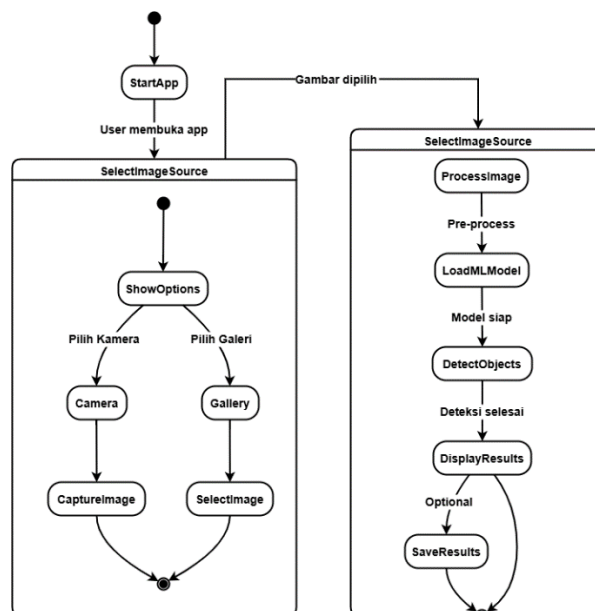 StartApp
User membuka app
SelectImageSource
ShowOptions
Pilih Kamera
Pilih Galeri
Camera
Gallery
CaptureImage
SelectImage
Gambar dipilih
SelectImageSource
ProcessImage
Pre-process
LoadMLModel
Model siap
DetectObjects
Deteksi selesai
DisplayResults
Optional
SaveResults